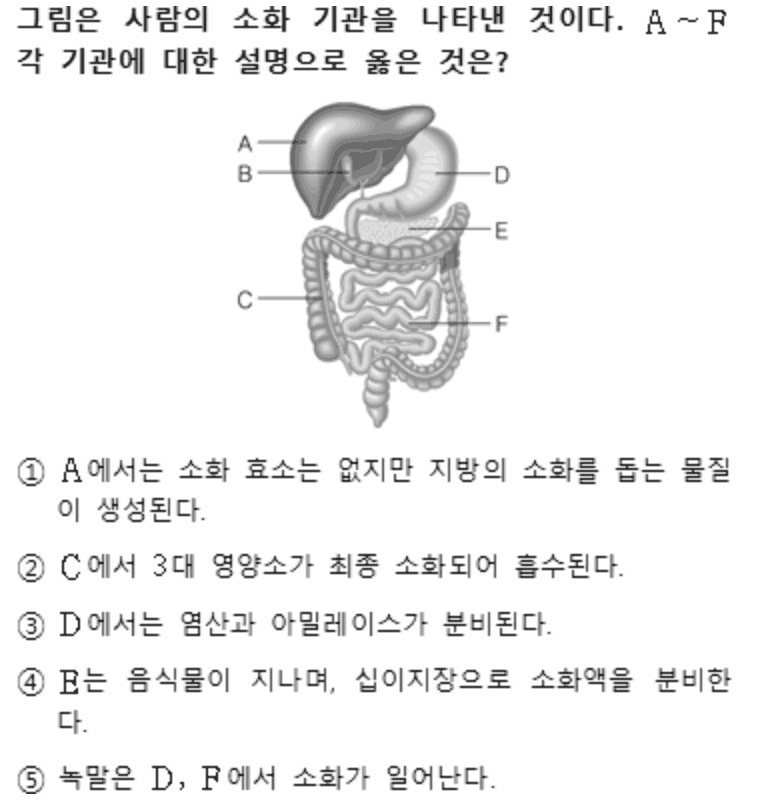 그림은 사람의 소화 기관을 나타낸 것이다. A ~ F
각 기관에 대한 설명으로 옳은 것은?
A
B
D
E
C
F
① A에서는 소화 효소는 없지만 지방의 소화를 돕는 물질
이 생성된다.
② C에서 3대 영양소가 최종 소화되어 흡수된다.
③ D에서는 염산과 아밀레이스가 분비된다.
④ E는 음식물이 지나며, 십이지장으로 소화액을 분비한
다.
⑤ 녹말은 D, F에서 소화가 일어난다.